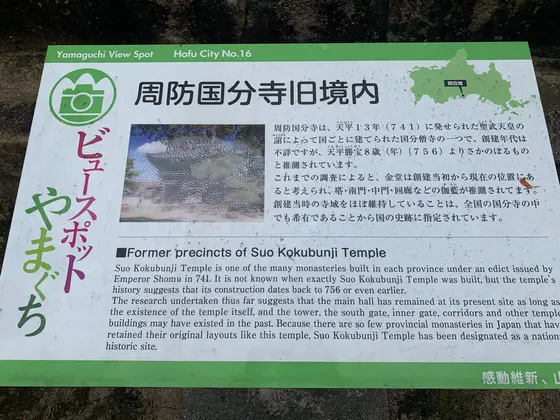 Yamaguchi View Spot Hofu City No.16
ビュースポット
やまぐち
周防国分寺旧境内
現在地
周防国分寺は、天平13年(741)に発せられた聖武天皇の
詔によって国ごとに建てられた国分僧寺の一つで、創建年代は
不詳ですが、天平勝宝8歳(年)(756)よりさかのぼるもの
と推測されています。
これまでの調査によると、金堂は創建当初から現在の位置にあ
ると考えられ、塔・南門・中門・回廊などの伽藍が推測されてます。
創建当時の寺域をほぼ維持していることは、全国の国分寺の中
でも希有であることから国の史跡に指定されています。
■Former precincts of Suo Kokubunji Temple
Suo Kokubunji Temple is one of the many monasteries built in each province under an edict issued by
Emperor Shomu in 741. It is not known when exactly Suo Kokubunji Temple was built, but the temple's
history suggests that its construction dates back to 756 or even earlier.
The research undertaken thus far suggests that the main hall has remained at its present site as long as
the existence of the temple itself, and the tower, the south gate, inner gate, corridors and other temple
buildings may have existed in the past. Because there are so few provincial monasteries in Japan that have
retained their original layouts like this temple, Suo Kokubunji Temple has been designated as a nation
historic site.
感動維新、山